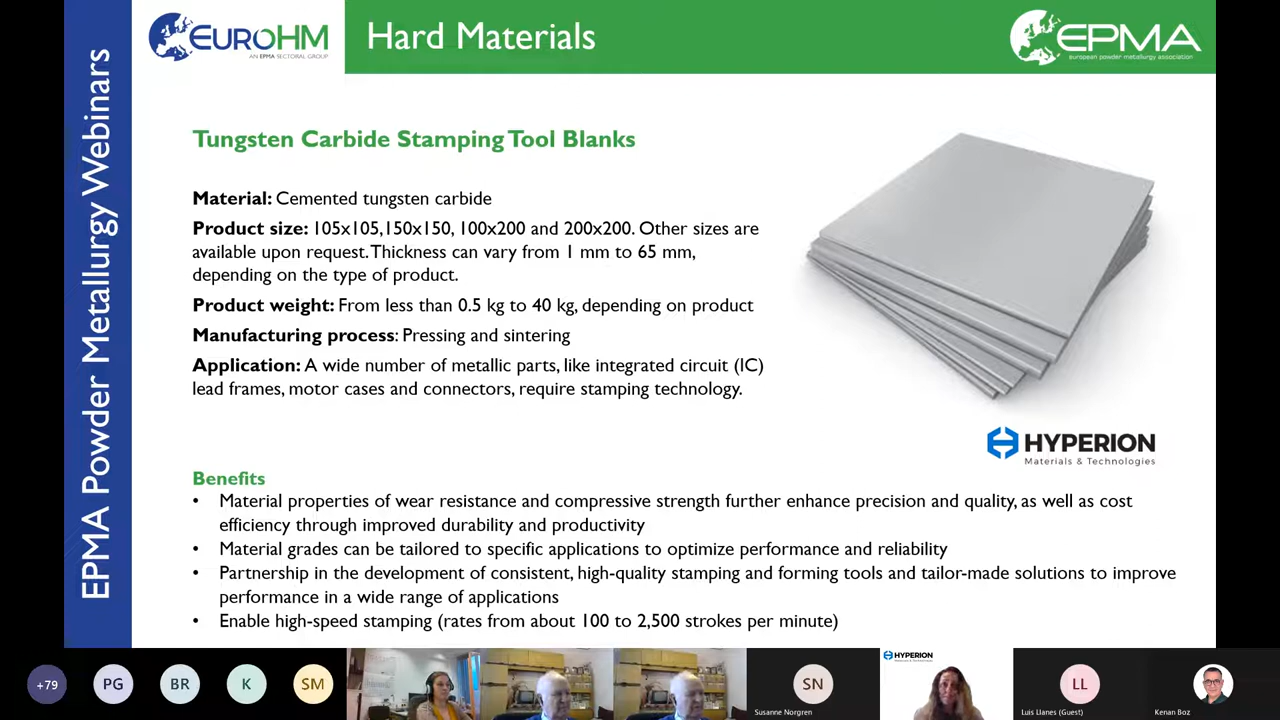 EPMA Powder Metallurgy Webinars
EUROHM
AN EPMA SECTORAL GROUP
Hard Materials
EPMA
european powder metallurgy association
Tungsten Carbide Stamping Tool Blanks
Material: Cemented tungsten carbide
Product size: 105x105,150x150, 100x200 and 200x200. Other sizes are
available upon request. Thickness can vary from 1 mm to 65 mm,
depending on the type of product.
Product weight: From less than 0.5 kg to 40 kg, depending on product
Manufacturing process: Pressing and sintering
Application: A wide number of metallic parts, like integrated circuit (IC)
lead frames, motor cases and connectors, require stamping technology.
HYPERION
Materials & Technologies
Benefits
• Material properties of wear resistance and compressive strength further enhance precision and quality, as well as cost
efficiency through improved durability and productivity
• Material grades can be tailored to specific applications to optimize performance and reliability
• Partnership in the development of consistent, high-quality stamping and forming tools and tailor-made solutions to improve
performance in a wide range of applications
• Enable high-speed stamping (rates from about 100 to 2,500 strokes per minute)
+79
PG
BR
K
SM
SN
Susanne Norgren
HYPERION
LL
Luis Llanes (Guest)
Kenan Boz